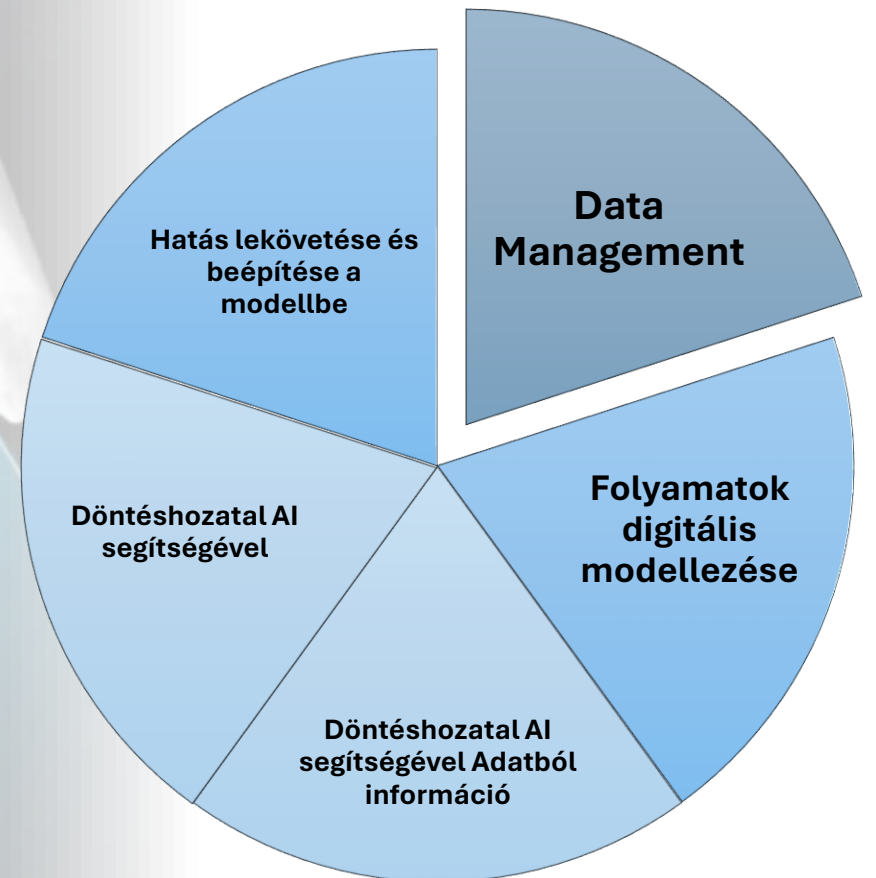 Data
Management
Folyamatok
digitális
modellezése
Döntéshozatal AI
segítségével Adatból
információ
Döntéshozatal AI
segítségével
Hatás lekövetése és
beépítése a
modellbe